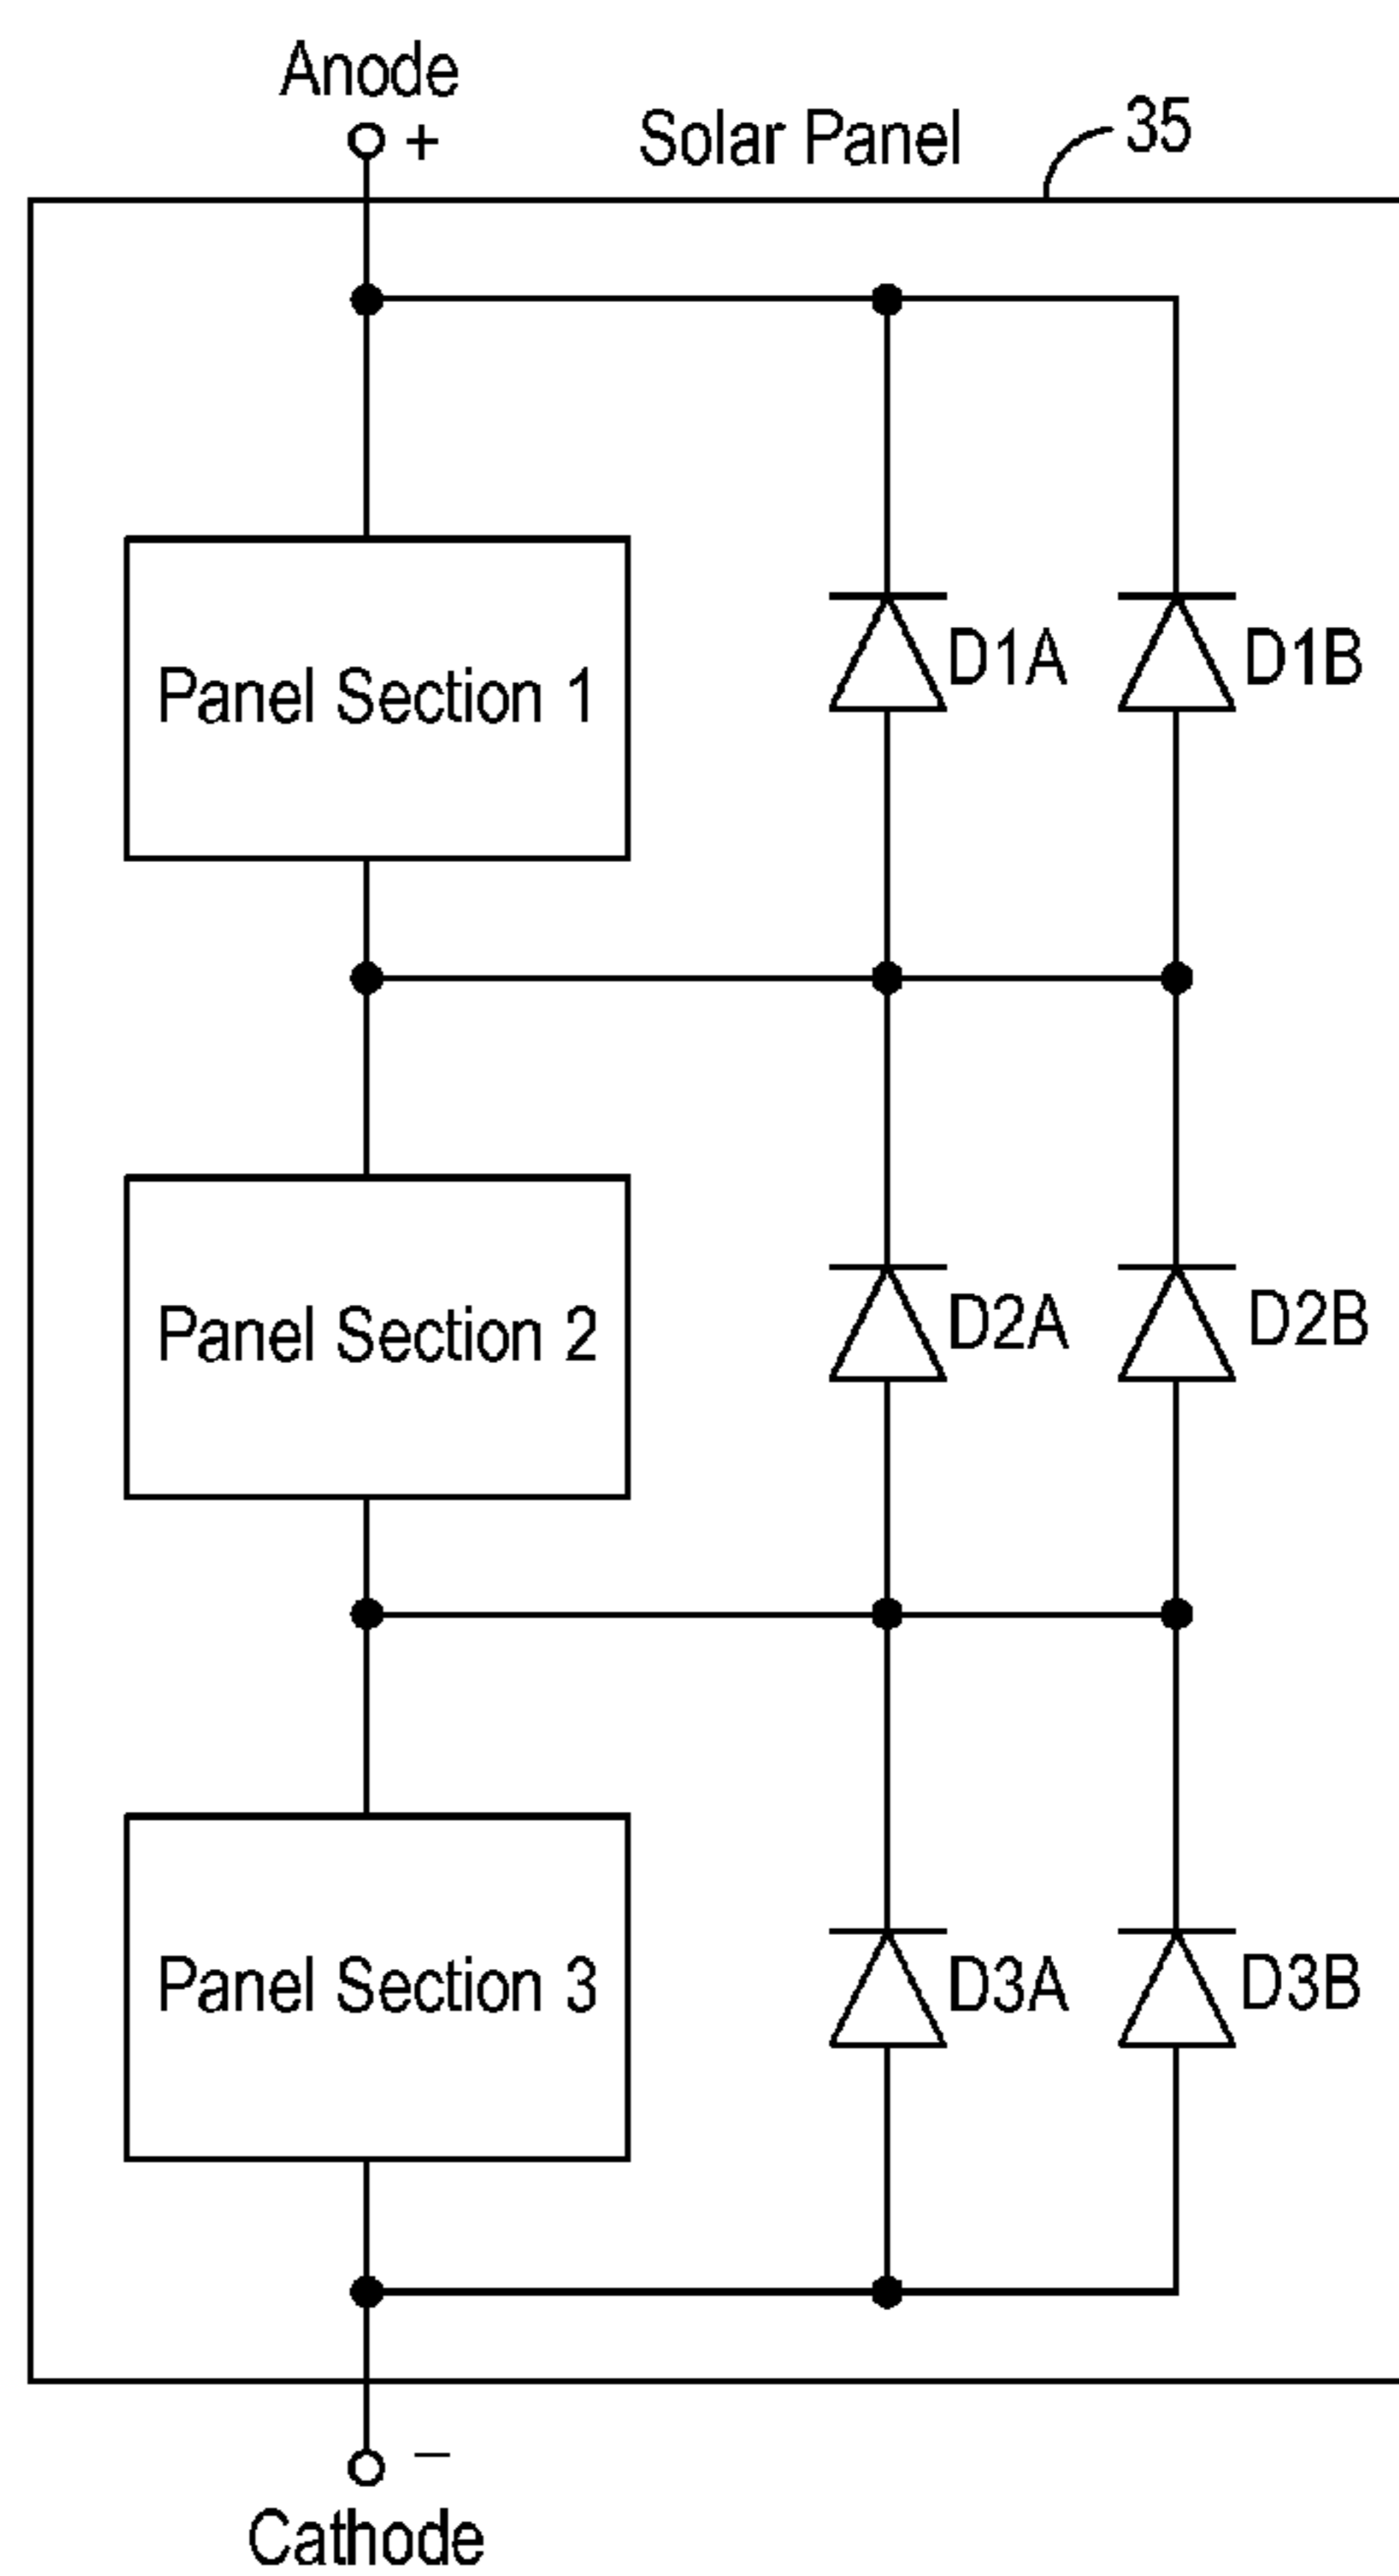 Anode
+
Solar Panel
35
Panel Section 1
D1A
D1B
Panel Section 2
D2A
D2B
Panel Section 3
D3A
D3B
–
Cathode